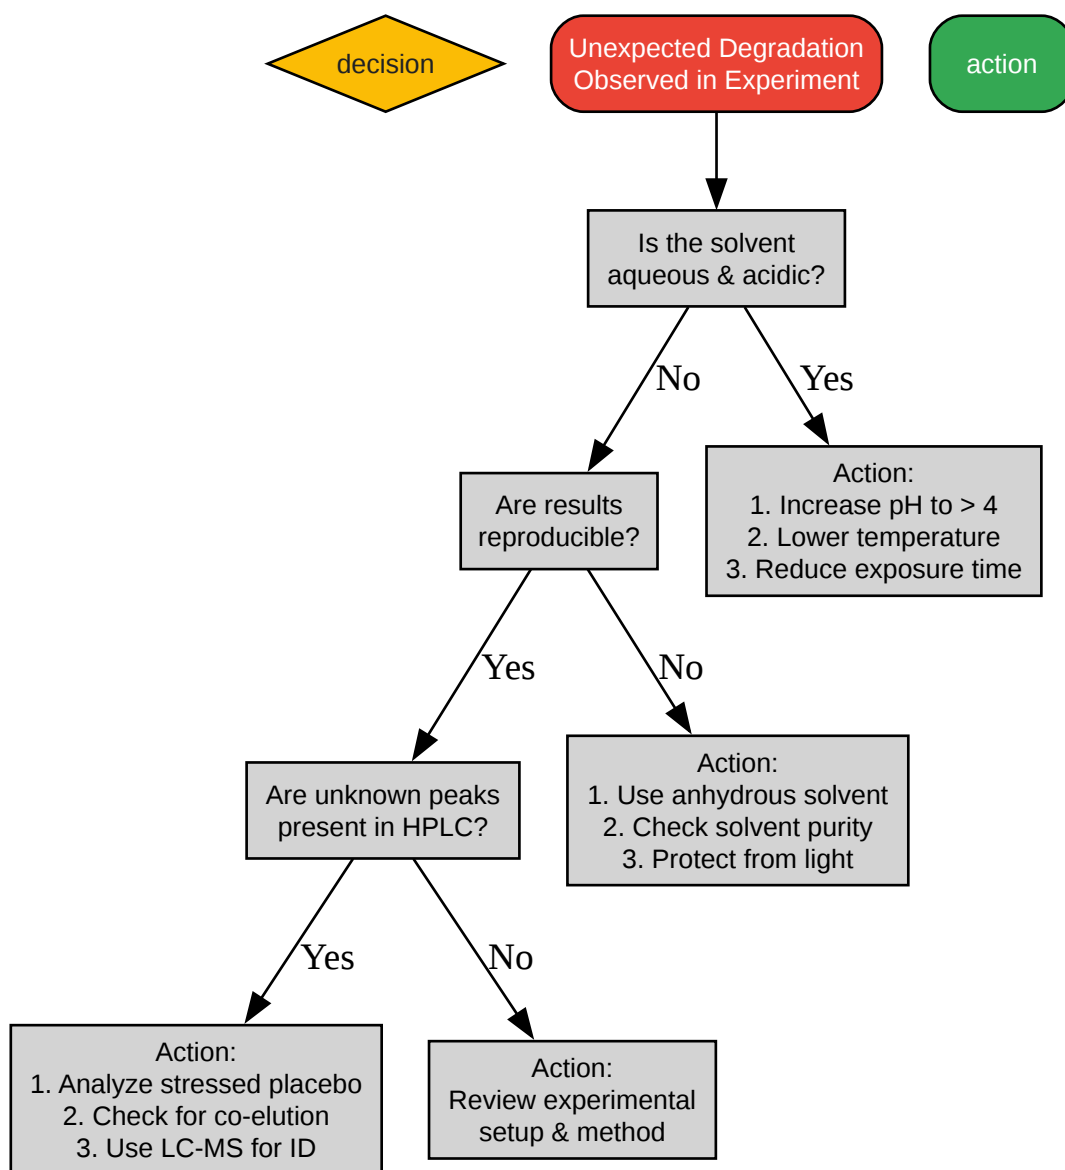 decision
Unexpected Degradation
Observed in Experiment
action
Is the solvent
aqueous & acidic?
No
Yes
Are results
reproducible?
Action:
1. Increase pH to > 4
2. Lower temperature
3. Reduce exposure time
Yes
No
Are unknown peaks
present in HPLC?
Action:
1. Use anhydrous solvent
2. Check solvent purity
3. Protect from light
Yes
No
Action:
1. Analyze stressed placebo
2. Check for co-elution
3. Use LC-MS for ID
Action:
Review experimental
setup & method